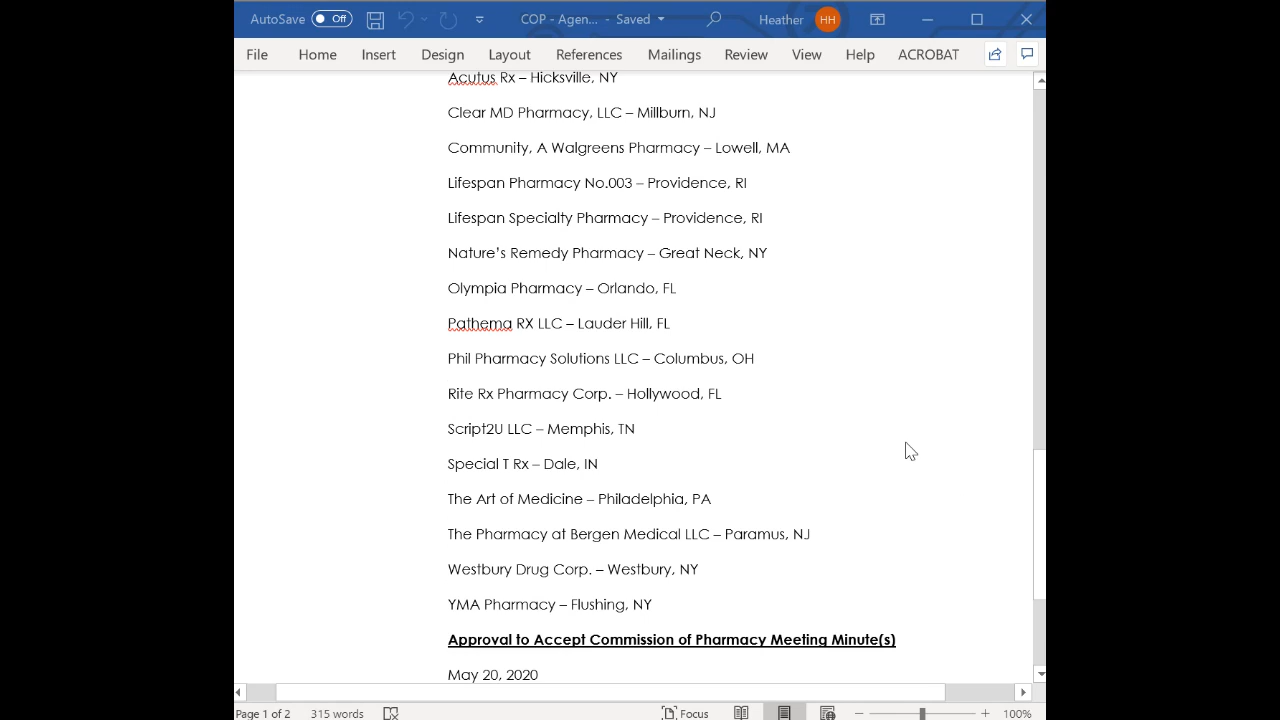 AutoSave Off COP - Agen... - Saved Heather HH
File Home Insert Design Layout References Mailings Review View Help ACROBAT
Acutus Rx – Hicksville, NY
Clear MD Pharmacy, LLC – Millburn, NJ
Community, A Walgreens Pharmacy – Lowell, MA
Lifespan Pharmacy No.003 – Providence, RI
Lifespan Specialty Pharmacy – Providence, RI
Nature’s Remedy Pharmacy – Great Neck, NY
Olympia Pharmacy – Orlando, FL
Pathema RX LLC – Lauder Hill, FL
Phil Pharmacy Solutions LLC – Columbus, OH
Rite Rx Pharmacy Corp. – Hollywood, FL
Script2U LLC – Memphis, TN
Special T Rx – Dale, IN
The Art of Medicine – Philadelphia, PA
The Pharmacy at Bergen Medical LLC – Paramus, NJ
Westbury Drug Corp. – Westbury, NY
YMA Pharmacy – Flushing, NY
Approval to Accept Commission of Pharmacy Meeting Minute(s)
May 20, 2020
Page 1 of 2 315 words Focus 100%